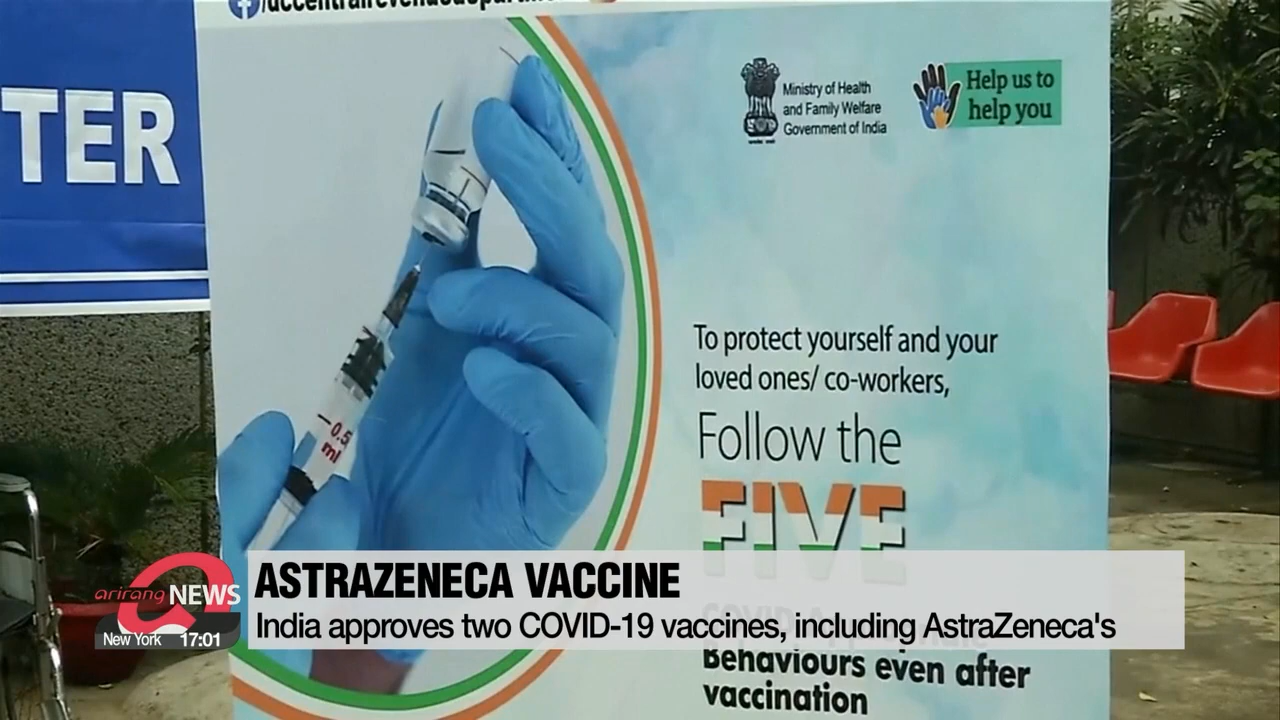 TER
Ministry of Health
and Family Welfare
Government of India
Help us to
help you
0.5
ml
To protect yourself and your
loved ones/ co-workers,
Follow the
FIVE
Behaviours even after
vaccination
arirang NEWS
New York 17:01
ASTRAZENECA VACCINE
India approves two COVID-19 vaccines, including AstraZeneca's